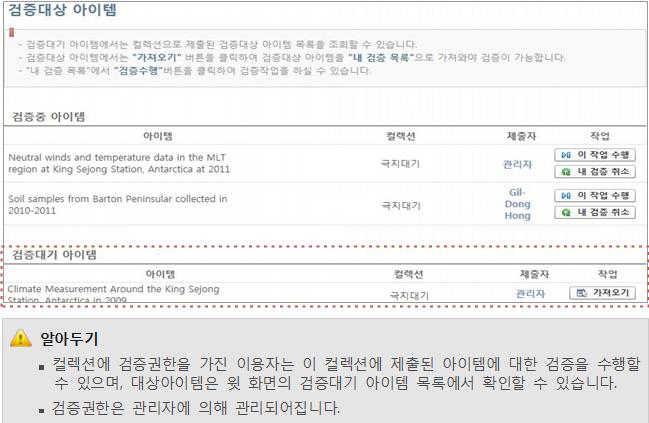 검증대상 아이템
- 검증대기 아이템에서는 컬렉션으로 제출된 검증대상 아이템 목록을 조회할 수 있습니다.
- 검증대상 아이템에서는 "가져오기" 버튼을 클릭하여 검증대상 아이템을 "내 검증 목록"으로 가져와야 검증이 가능합니다.
- "내 검증 목록"에서 "검증수행"버튼을 클릭하여 검증작업을 하실 수 있습니다.
검증중 아이템
아이템 컬렉션 제출자 작업
Neutral winds and temperature data in the MLT
region at King Sejong Station, Antarctica at 2011
극지대기
관리자
이 작업 수행
내 검증 취소
Soil samples from Barton Peninsular collected in
2010-2011
극지대기
Gil-
Dong
Hong
이 작업 수행
내 검증 취소
검증대기 아이템
아이템 컬렉션 제출자 작업
Climate Measurement Around the King Sejong
Station, Antarctica in 2009
극지대기
관리자
가져오기
알아두기
▪ 컬렉션에 검증권한을 가진 이용자는 이 컬렉션에 제출된 아이템에 대한 검증을 수행할
수 있으며, 대상아이템은 윗 화면의 검증대기 아이템 목록에서 확인할 수 있습니다.
▪ 검증권한은 관리자에 의해 관리되어집니다.